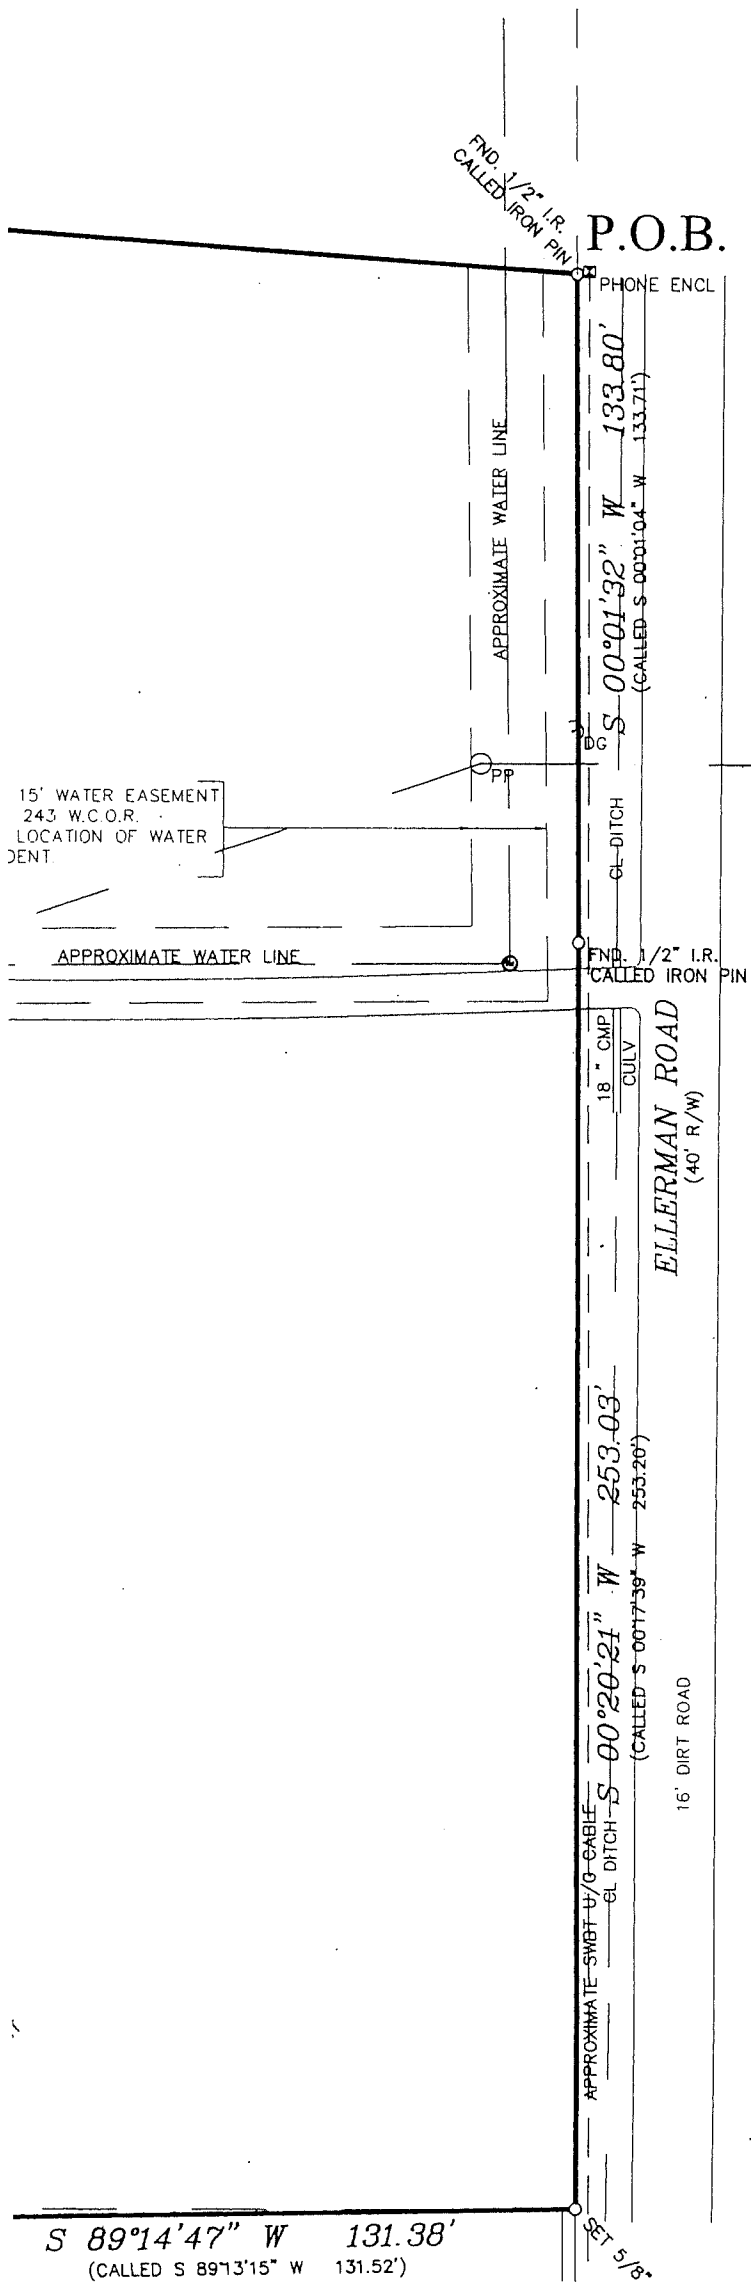 FND. 1/2" I.R.
CALLED IRON PIN
P.O.B.
PHONE ENCL
S 00°01'32" W 133.80'
(CALLED S 00°01'04" W 133.71')
APPROXIMATE WATER LINE
DG
PP
CL DITCH
15' WATER EASEMENT
243 W.C.O.R.
LOCATION OF WATER
DENT.
APPROXIMATE WATER LINE
FND. 1/2" I.R.
CALLED IRON PIN
18 " CMP
CULV
ELLERMAN ROAD
(40' R/W)
S 00°20'21" W 253.03'
(CALLED S 00°17'39" W 253.20')
16' DIRT ROAD
APPROXIMATE SWBT U/G CABLE
CL DITCH
S 89°14'47" W 131.38'
(CALLED S 89°13'15" W 131.52')
SET 5/8"